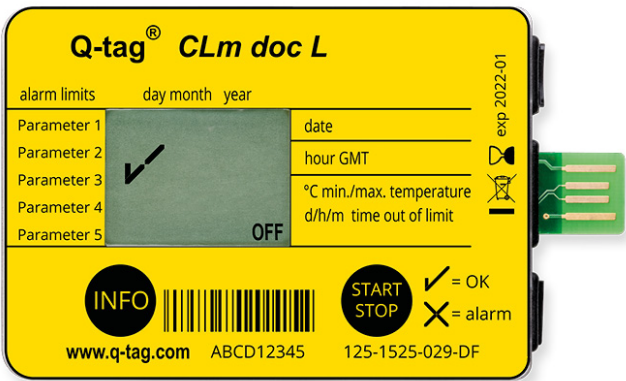 Q-tag® CLm doc L
alarm limits day month year
Parameter 1
Parameter 2
Parameter 3
Parameter 4
Parameter 5
✓
OFF
date
hour GMT
°C min./max. temperature
d/h/m time out of limit
exp 2022-01
INFO
START
STOP
✓ = OK
✗ = alarm
www.q-tag.com ABCD12345 125-1525-029-DF